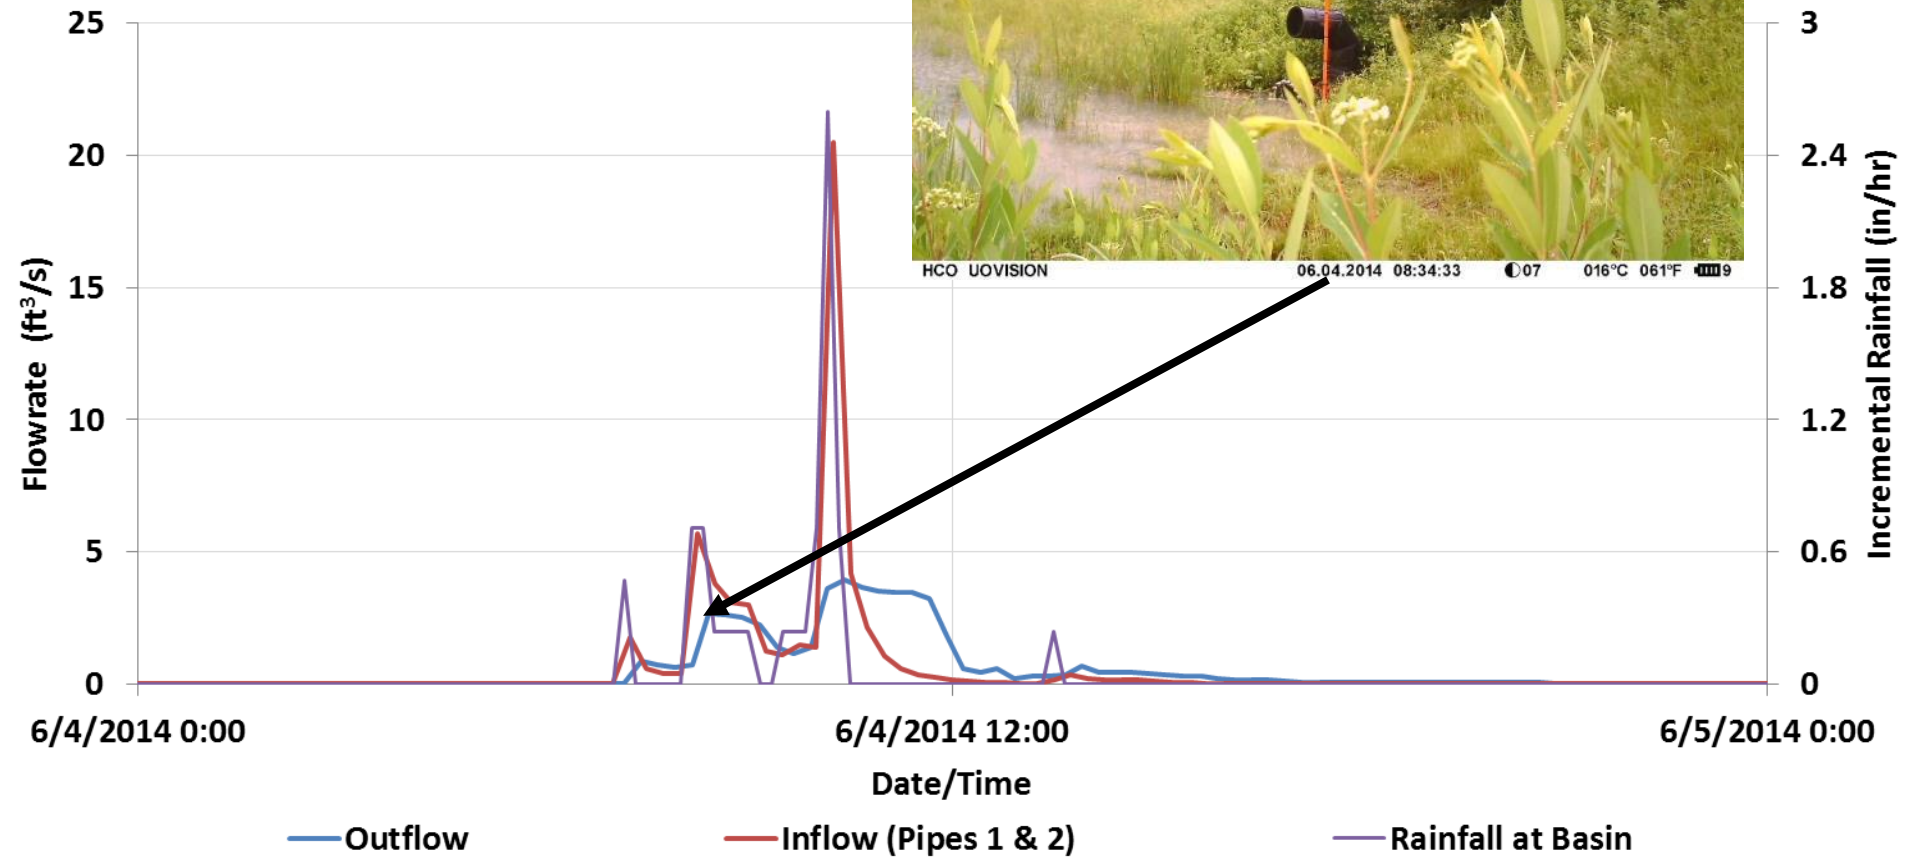 25
20
15
10
5
0
Flowrate (ft³/s)
3
2.4
1.8
1.2
0.6
0
Incremental Rainfall (in/hr)
HCO UOVISION 06.04.2014 08:34:33 07 016°C 061°F 9
6/4/2014 0:00 6/4/2014 12:00 6/5/2014 0:00
Date/Time
Outflow Inflow (Pipes 1 & 2) Rainfall at Basin